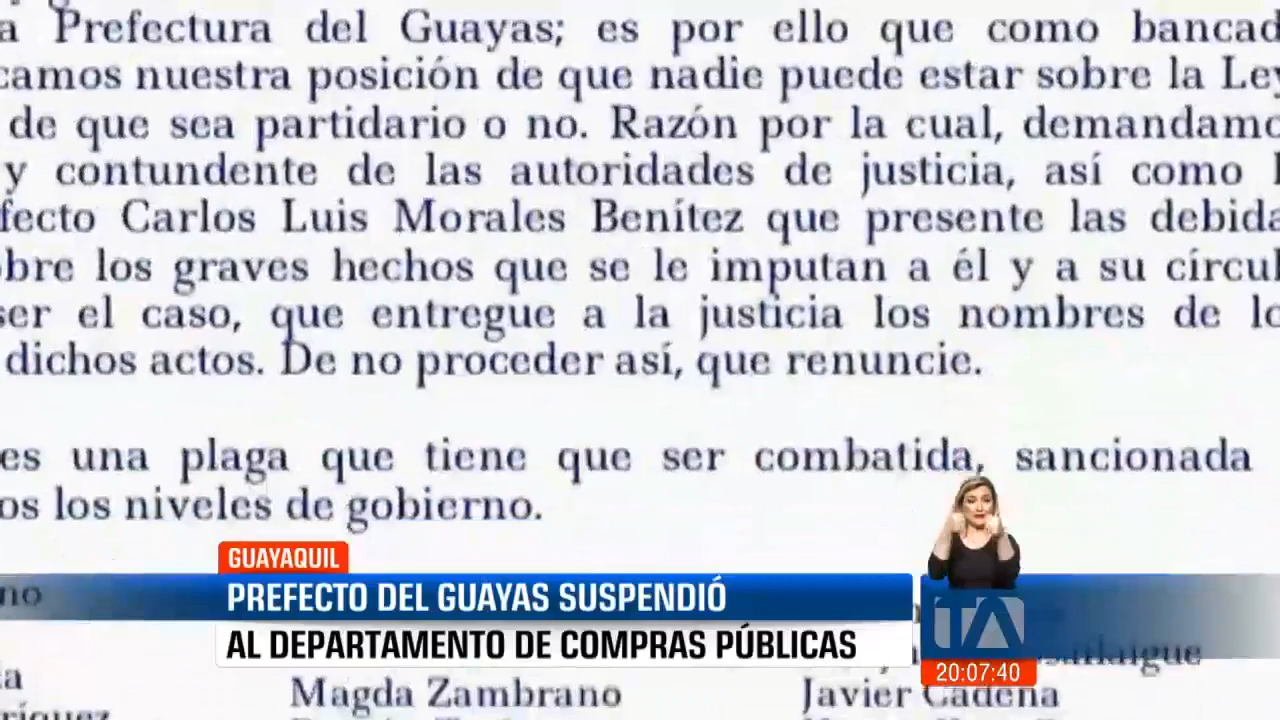 a Prefectura del Guayas; es por ello que como bancad
camos nuestra posición de que nadie puede estar sobre la Ley
de que sea partidario o no. Razón por la cual, demandamo
y contundente de las autoridades de justicia, así como l
fecto Carlos Luis Morales Benítez que presente las debida
bre los graves hechos que se le imputan a él y a su círcul
ser el caso, que entregue a la justicia los nombres de lo
dichos actos. De no proceder así, que renuncie.
es una plaga que tiene que ser combatida, sancionada
os los niveles de gobierno.
GUAYAQUIL
no
PREFECTO DEL GUAYAS SUSPENDIÓ
AL DEPARTAMENTO DE COMPRAS PÚBLICAS
TA
20:07:40
a
Magda Zambrano
Javier Cadena
ríquez